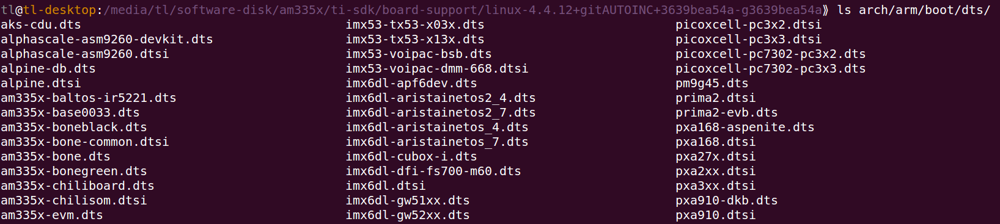 tl@tl-desktop:/media/tl/software-disk/am335x/ti-sdk/board-support/linux-4.4.12+gitAUTOINC+3639bea54a-g3639bea54a⟫ ls arch/arm/boot/dts/
aks-cdu.dts imx53-tx53-x03x.dts picoxcell-pc3x2.dtsi
alphascale-asm9260-devkit.dts imx53-tx53-x13x.dts picoxcell-pc3x3.dtsi
alphascale-asm9260.dtsi imx53-voipac-bsb.dts picoxcell-pc7302-pc3x2.dts
alpine-db.dts imx53-voipac-dmm-668.dtsi picoxcell-pc7302-pc3x3.dts
alpine.dtsi imx6dl-apf6dev.dts pm9g45.dts
am335x-baltos-ir5221.dts imx6dl-aristainetos2_4.dts prima2.dtsi
am335x-base0033.dts imx6dl-aristainetos2_7.dts prima2-evb.dts
am335x-boneblack.dts imx6dl-aristainetos_4.dts pxa168-aspenite.dts
am335x-bone-common.dtsi imx6dl-aristainetos_7.dts pxa168.dtsi
am335x-bone.dts imx6dl-cubox-i.dts pxa27x.dtsi
am335x-bonegreen.dts imx6dl-dfi-fs700-m60.dts pxa2xx.dtsi
am335x-chiliboard.dts imx6dl.dtsi pxa3xx.dtsi
am335x-chilisom.dtsi imx6dl-gw51xx.dts pxa910-dkb.dts
am335x-evm.dts imx6dl-gw52xx.dts pxa910.dtsi